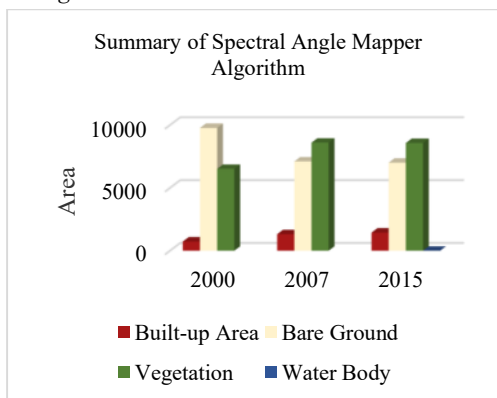 Summary of Spectral Angle Mapper
Algorithm
10000
5000
0
Area
2000 2007 2015
Built-up Area Bare Ground
Vegetation Water Body